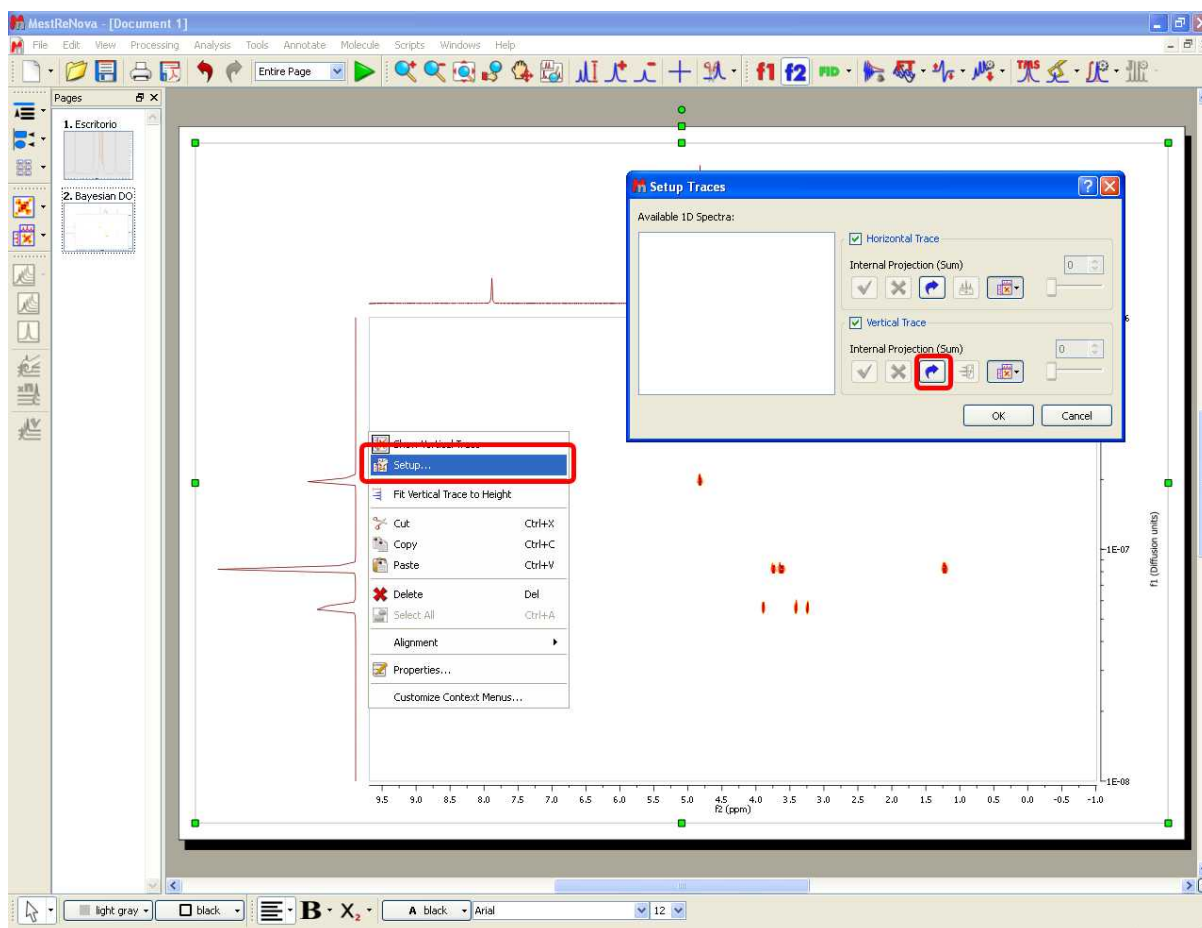 MestReNova - [Document 1]
File Edit View Processing Analysis Tools Annotate Molecule Scripts Windows Help
Entire Page
f1 f2 FID
TMS
Pages
1. Escritorio
2. Bayesian DO
Setup Traces
Available 1D Spectra:
Horizontal Trace
Internal Projection (Sum)
0
Vertical Trace
Internal Projection (Sum)
0
OK Cancel
Setup...
Fit Vertical Trace to Height
Cut Ctrl+X
Copy Ctrl+C
Paste Ctrl+V
Delete Del
Select All Ctrl+A
Alignment
Properties...
Customize Context Menus...
1E-07
1E-08
f1 (Diffusion units)
9.5 9.0 8.5 8.0 7.5 7.0 6.5 6.0 5.5 5.0 4.5 4.0 3.5 3.0 2.5 2.0 1.5 1.0 0.5 0.0 -0.5 -1.0
f2 (ppm)
light gray black B X2 A black Arial 12